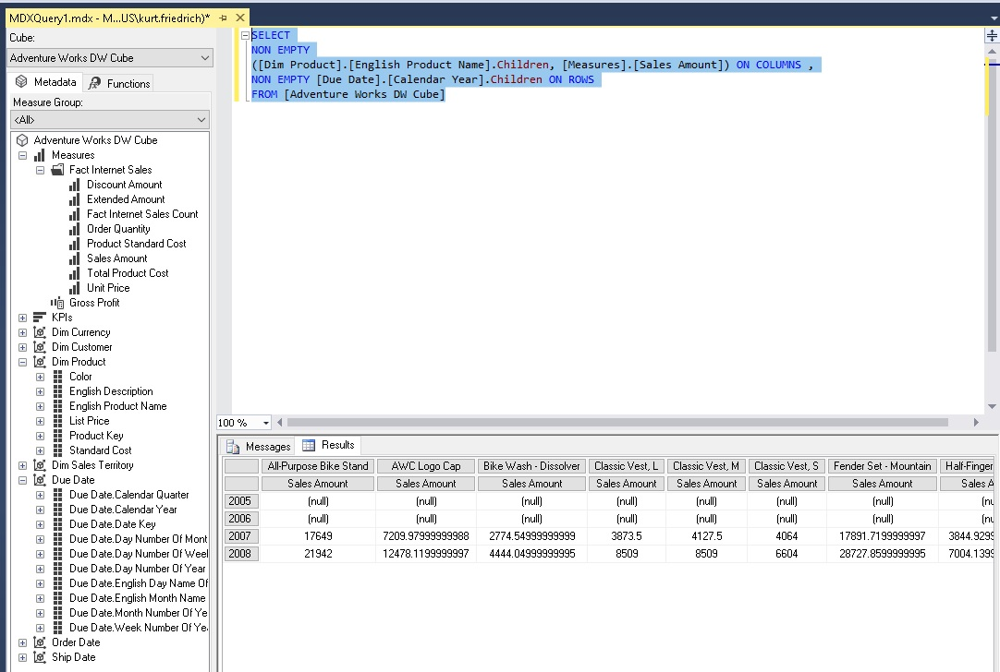 MDXQuery1.mdx - M...US\kurt.friedrich)*
Cube:
Adventure Works DW Cube
Metadata
Functions
Measure Group:
<All>
Adventure Works DW Cube
Measures
Fact Internet Sales
Discount Amount
Extended Amount
Fact Internet Sales Count
Order Quantity
Product Standard Cost
Sales Amount
Total Product Cost
Unit Price
Gross Profit
KPIs
Dim Currency
Dim Customer
Dim Product
Color
English Description
English Product Name
List Price
Product Key
Standard Cost
Dim Sales Territory
Due Date
Due Date.Calendar Quarter
Due Date.Calendar Year
Due Date.Date Key
Due Date.Day Number Of Mont
Due Date.Day Number Of Weel
Due Date.Day Number Of Year
Due Date.English Day Name Of
Due Date.English Month Name
Due Date.Month Number Of Ye
Due Date.Week Number Of Ye
Order Date
Ship Date
SELECT
NON EMPTY
([Dim Product].[English Product Name].Children, [Measures].[Sales Amount]) ON COLUMNS ,
NON EMPTY [Due Date].[Calendar Year].Children ON ROWS
FROM [Adventure Works DW Cube]
100 %
Messages Results
All-Purpose Bike Stand AWC Logo Cap Bike Wash - Dissolver Classic Vest, L Classic Vest, M Classic Vest, S Fender Set - Mountain Half-Finger
Sales Amount Sales Amount Sales Amount Sales Amount Sales Amount Sales Amount Sales Amount Sales A
2005 (null) (null) (null) (null) (null) (null) (null) (nu
2006 (null) (null) (null) (null) (null) (null) (null) (nu
2007 17649 7209.97999999988 2774.54999999999 3873.5 4127.5 4064 17891.7199999997 3844.9299
2008 21942 12478.1199999997 4444.04999999995 8509 8509 6604 28727.8599999995 7004.1399